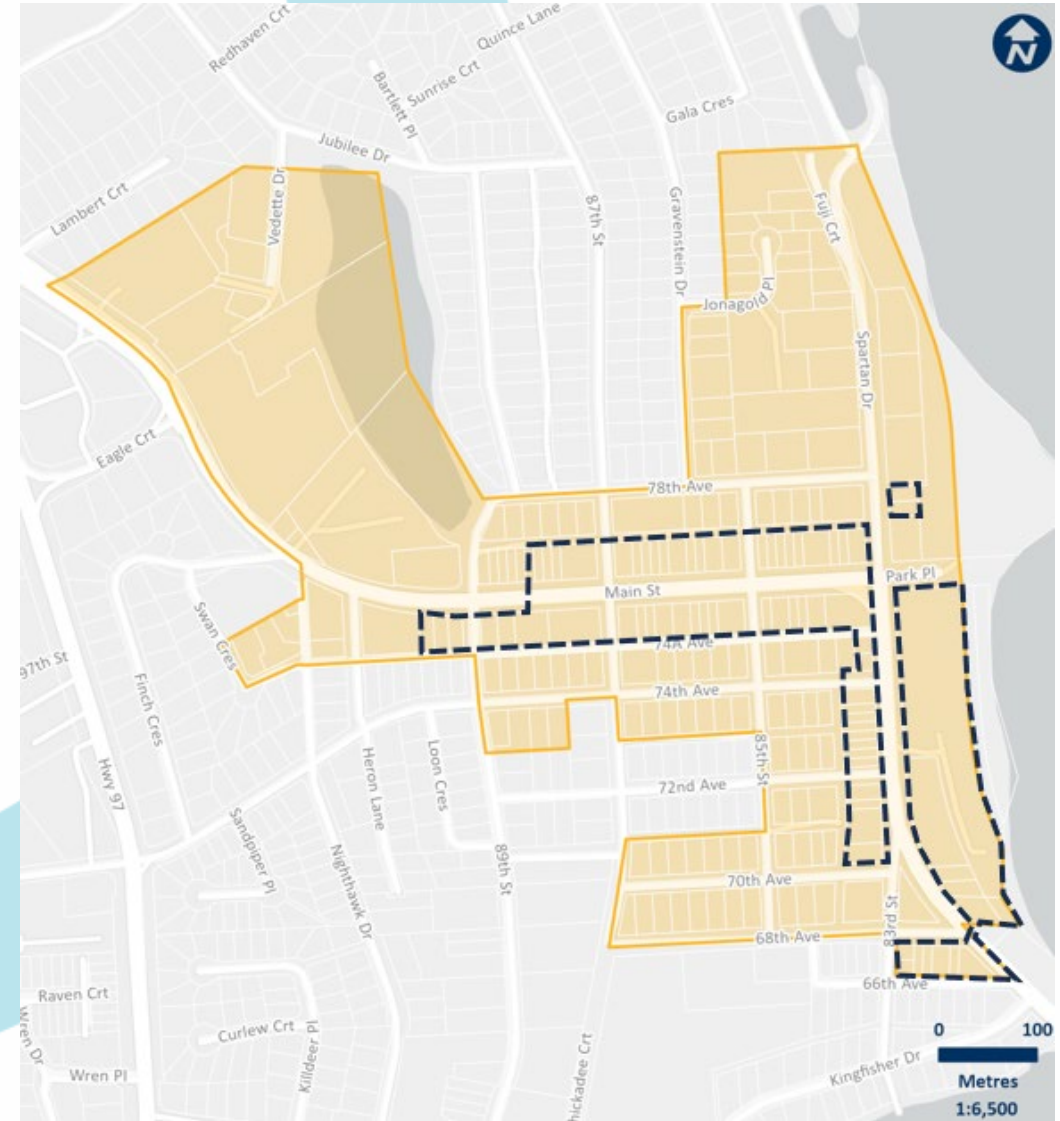 Redhaven Crt
Quince Lane
Sunrise Crt
Bartlett Pl
N
Gala Cres
Jubilee Dr
Lambert Crt
Vedette Dr
87th St
Gravenstein Dr
Fuji Crt
Jonagold Pl
Spartan Dr
Eagle Crt
78th Ave
Main St
Park Pl
Swan Cres
74A Ave
97th St
Finch Cres
74th Ave
Hwy 97
Heron Lane
Loon Cres
85th St
72nd Ave
Sandpiper Pl
Nighthawk Dr
89th St
70th Ave
83rd St
68th Ave
66th Ave
Raven Crt
Curlew Crt
Killdeer Pl
Wren Dr
Wren Pl
hickadee Crt
Kingfisher Dr
0 100
Metres
1:6,500